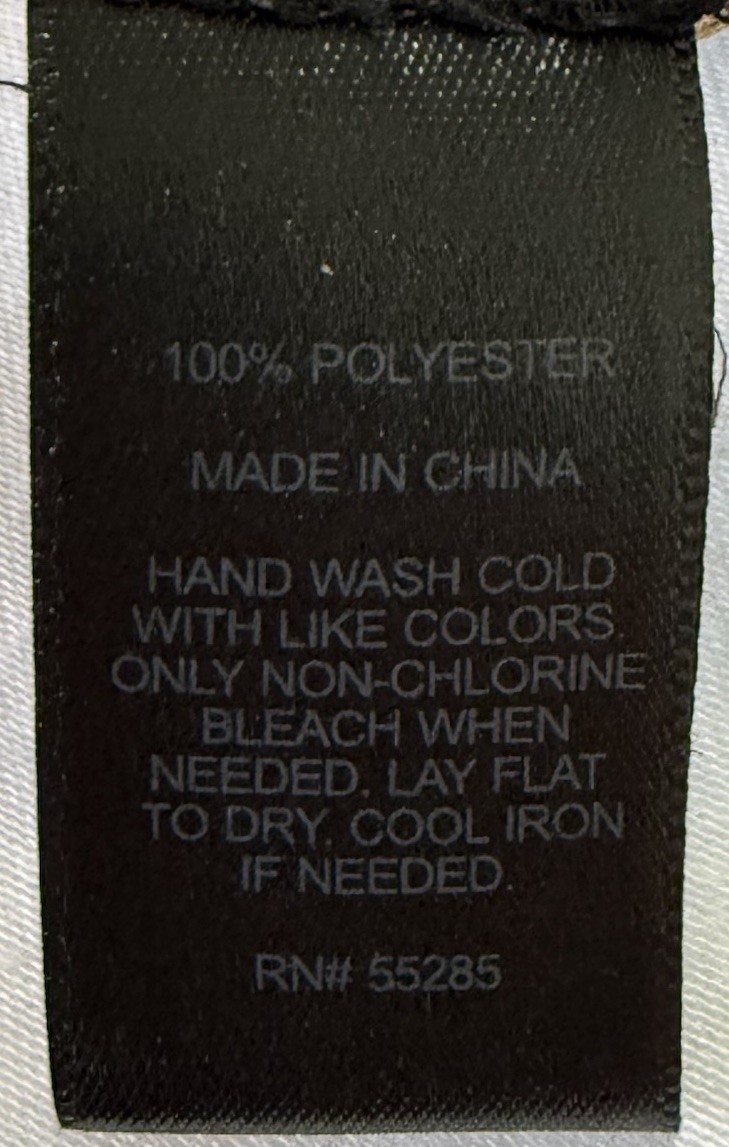 100% POLYESTER
MADE IN CHINA
HAND WASH COLD
WITH LIKE COLORS.
ONLY NON-CHLORINE
BLEACH WHEN
NEEDED. LAY FLAT
TO DRY. COOL IRON
IF NEEDED.
RN# 55285